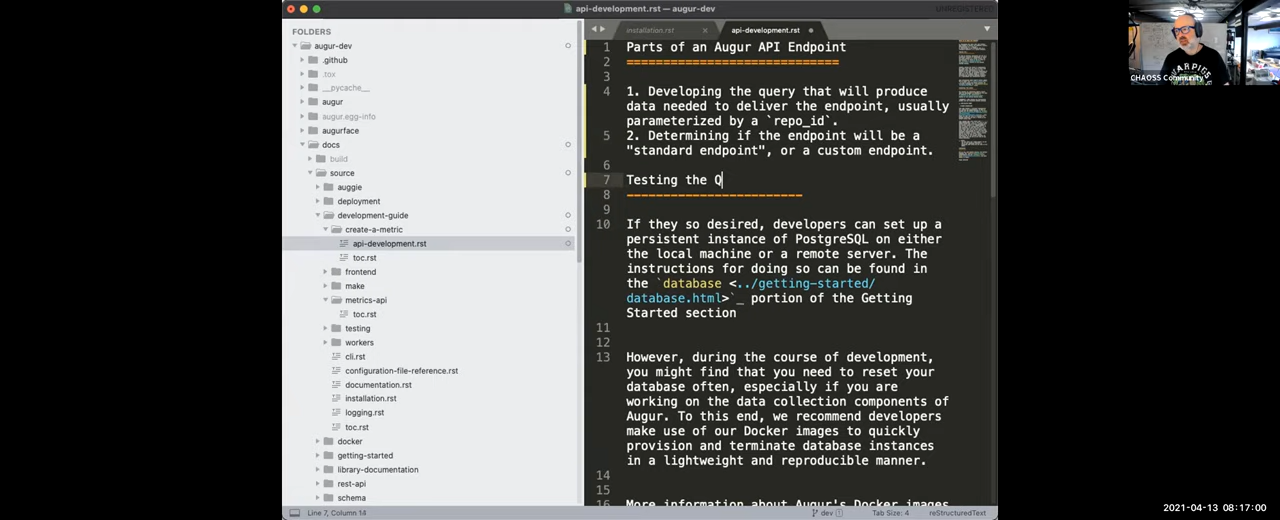 api-development.rst — augur-dev
UNREGISTERED
FOLDERS
augur-dev
.github
.tox
__pycache__
augur
augur.egg-info
augurface
docs
build
source
auggie
deployment
development-guide
create-a-metric
api-development.rst
toc.rst
frontend
make
metrics-api
toc.rst
testing
workers
cli.rst
configuration-file-reference.rst
documentation.rst
installation.rst
logging.rst
toc.rst
docker
getting-started
library-documentation
rest-api
schema
installation.rst
api-development.rst
1 Parts of an Augur API Endpoint
2 =============================
3
4 1. Developing the query that will produce
data needed to deliver the endpoint, usually
parameterized by a `repo_id`.
5 2. Determining if the endpoint will be a
"standard endpoint", or a custom endpoint.
6
7 Testing the Q
8 ------------------------
9
10 If they so desired, developers can set up a
persistent instance of PostgreSQL on either
the local machine or a remote server. The
instructions for doing so can be found in
the `database <../getting-started/
database.html>`_ portion of the Getting
Started section
11
12
13 However, during the course of development,
you might find that you need to reset your
database often, especially if you are
working on the data collection components of
Augur. To this end, we recommend developers
make use of our Docker images to quickly
provision and terminate database instances
in a lightweight and reproducible manner.
14
15
16 More information about Augur's Docker images
Line 7, Column 14
dev
Tab Size: 4
reStructuredText
WARPIGS
CHAOSS Community
2021-04-13 08:17:00